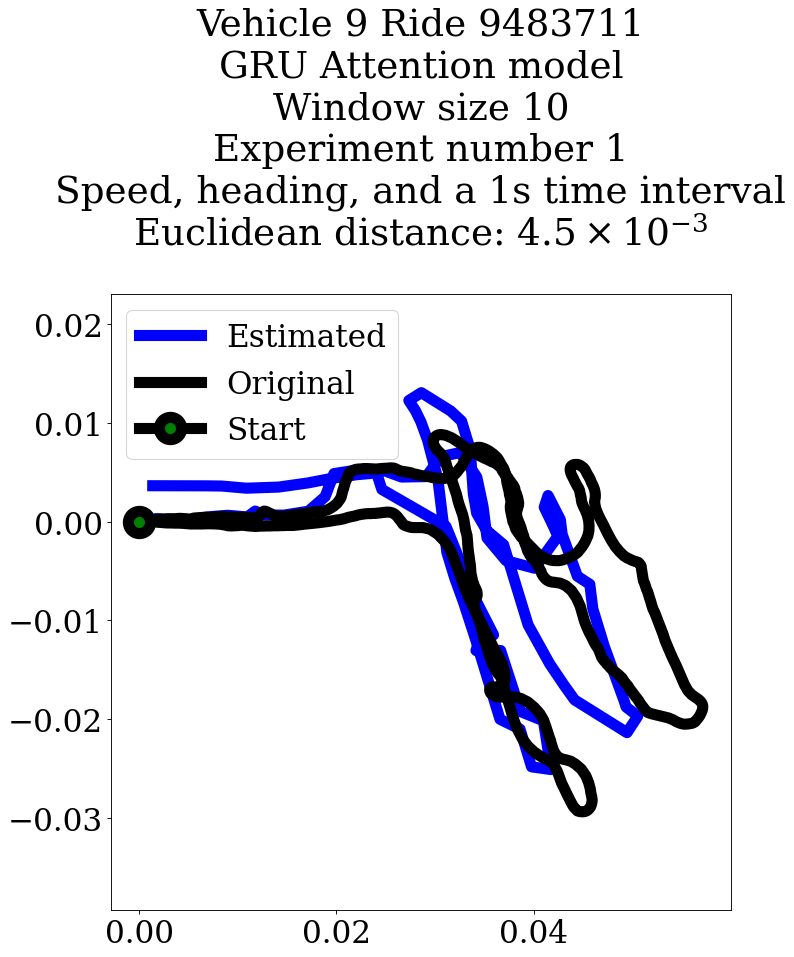 Vehicle 9 Ride 9483711
GRU Attention model
Window size 10
Experiment number 1
Speed, heading, and a 1s time interval
Euclidean distance: 4.5 × 10⁻³
Estimated
Original
Start
0.02
0.01
0.00
−0.01
−0.02
−0.03
0.00 0.02 0.04